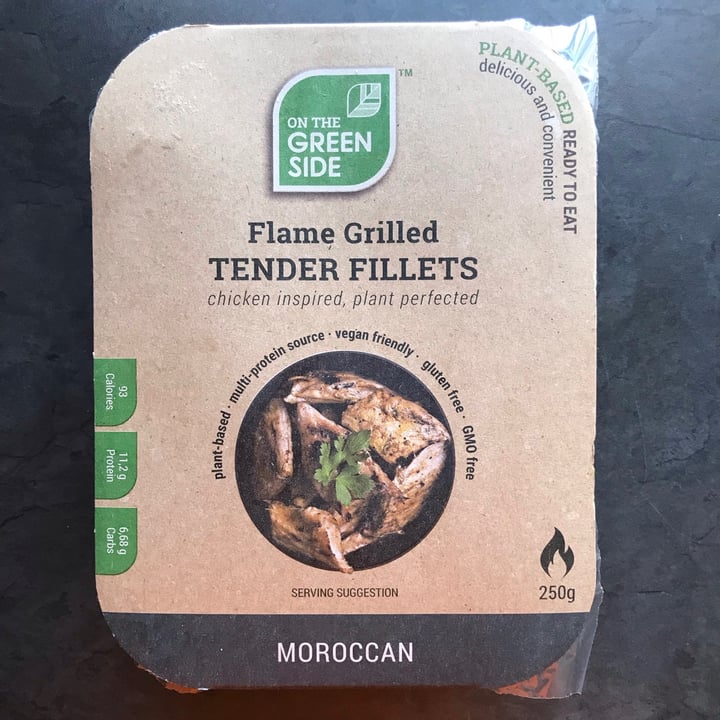 ON THE
GREEN
SIDE
™
PLANT-BASED READY TO EAT
delicious and convenient
Flame Grilled
TENDER FILLETS
chicken inspired, plant perfected
plant-based · multi-protein source · vegan friendly · gluten free · GMO free
93
Calories
11,2 g
Protein
6,68 g
Carbs
SERVING SUGGESTION
250g
MOROCCAN